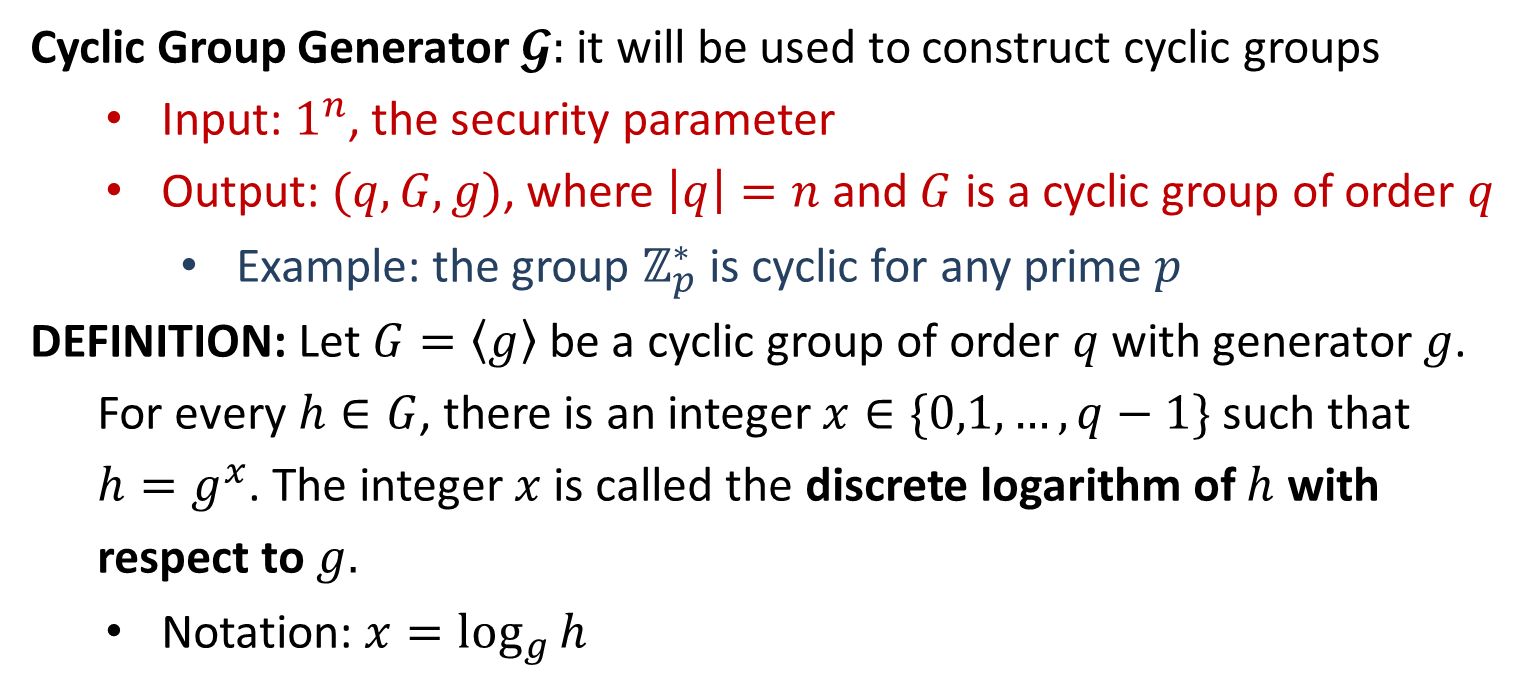 Cyclic Group Generator 𝒢: it will be used to construct cyclic groups
• Input: 1ⁿ, the security parameter
• Output: (q, G, g), where |q| = n and G is a cyclic group of order q
• Example: the group ℤ*ₚ is cyclic for any prime p
DEFINITION: Let G = ⟨g⟩ be a cyclic group of order q with generator g.
For every h ∈ G, there is an integer x ∈ {0,1, … , q − 1} such that
h = gˣ. The integer x is called the discrete logarithm of h with
respect to g.
• Notation: x = log_g h